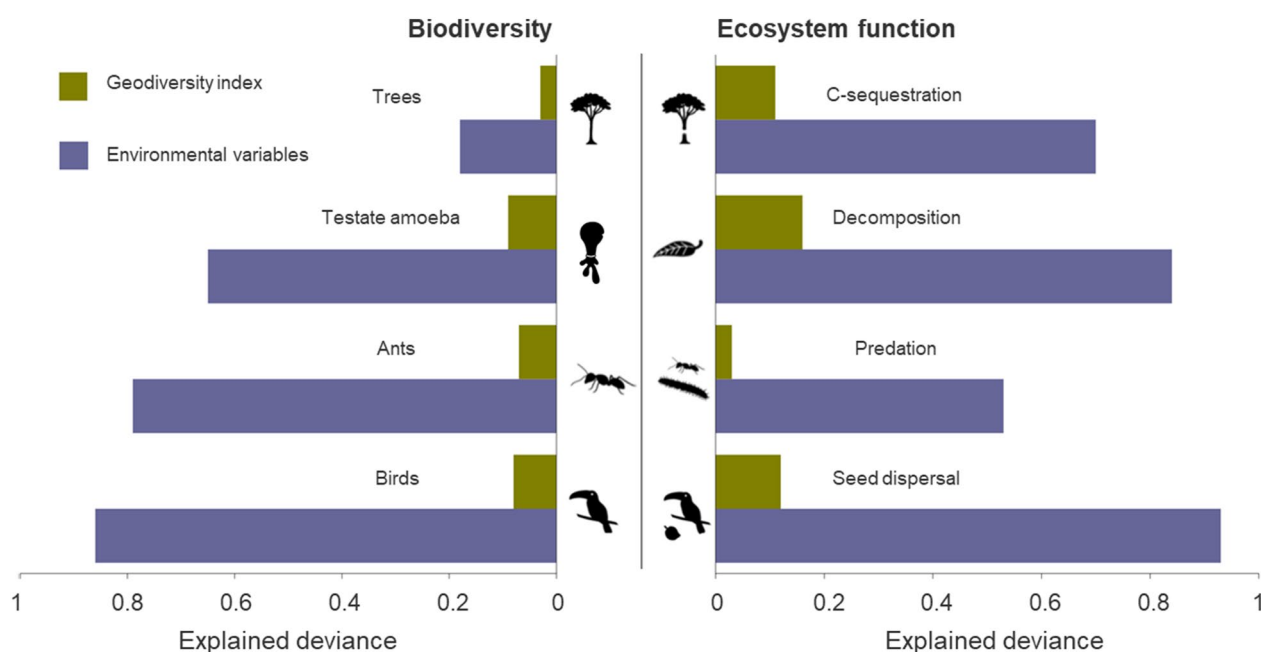 Biodiversity
Ecosystem function
Geodiversity index
Environmental variables
Trees
Testate amoeba
Ants
Birds
C-sequestration
Decomposition
Predation
Seed dispersal
1 0.8 0.6 0.4 0.2 0
0 0.2 0.4 0.6 0.8 1
Explained deviance
Explained deviance